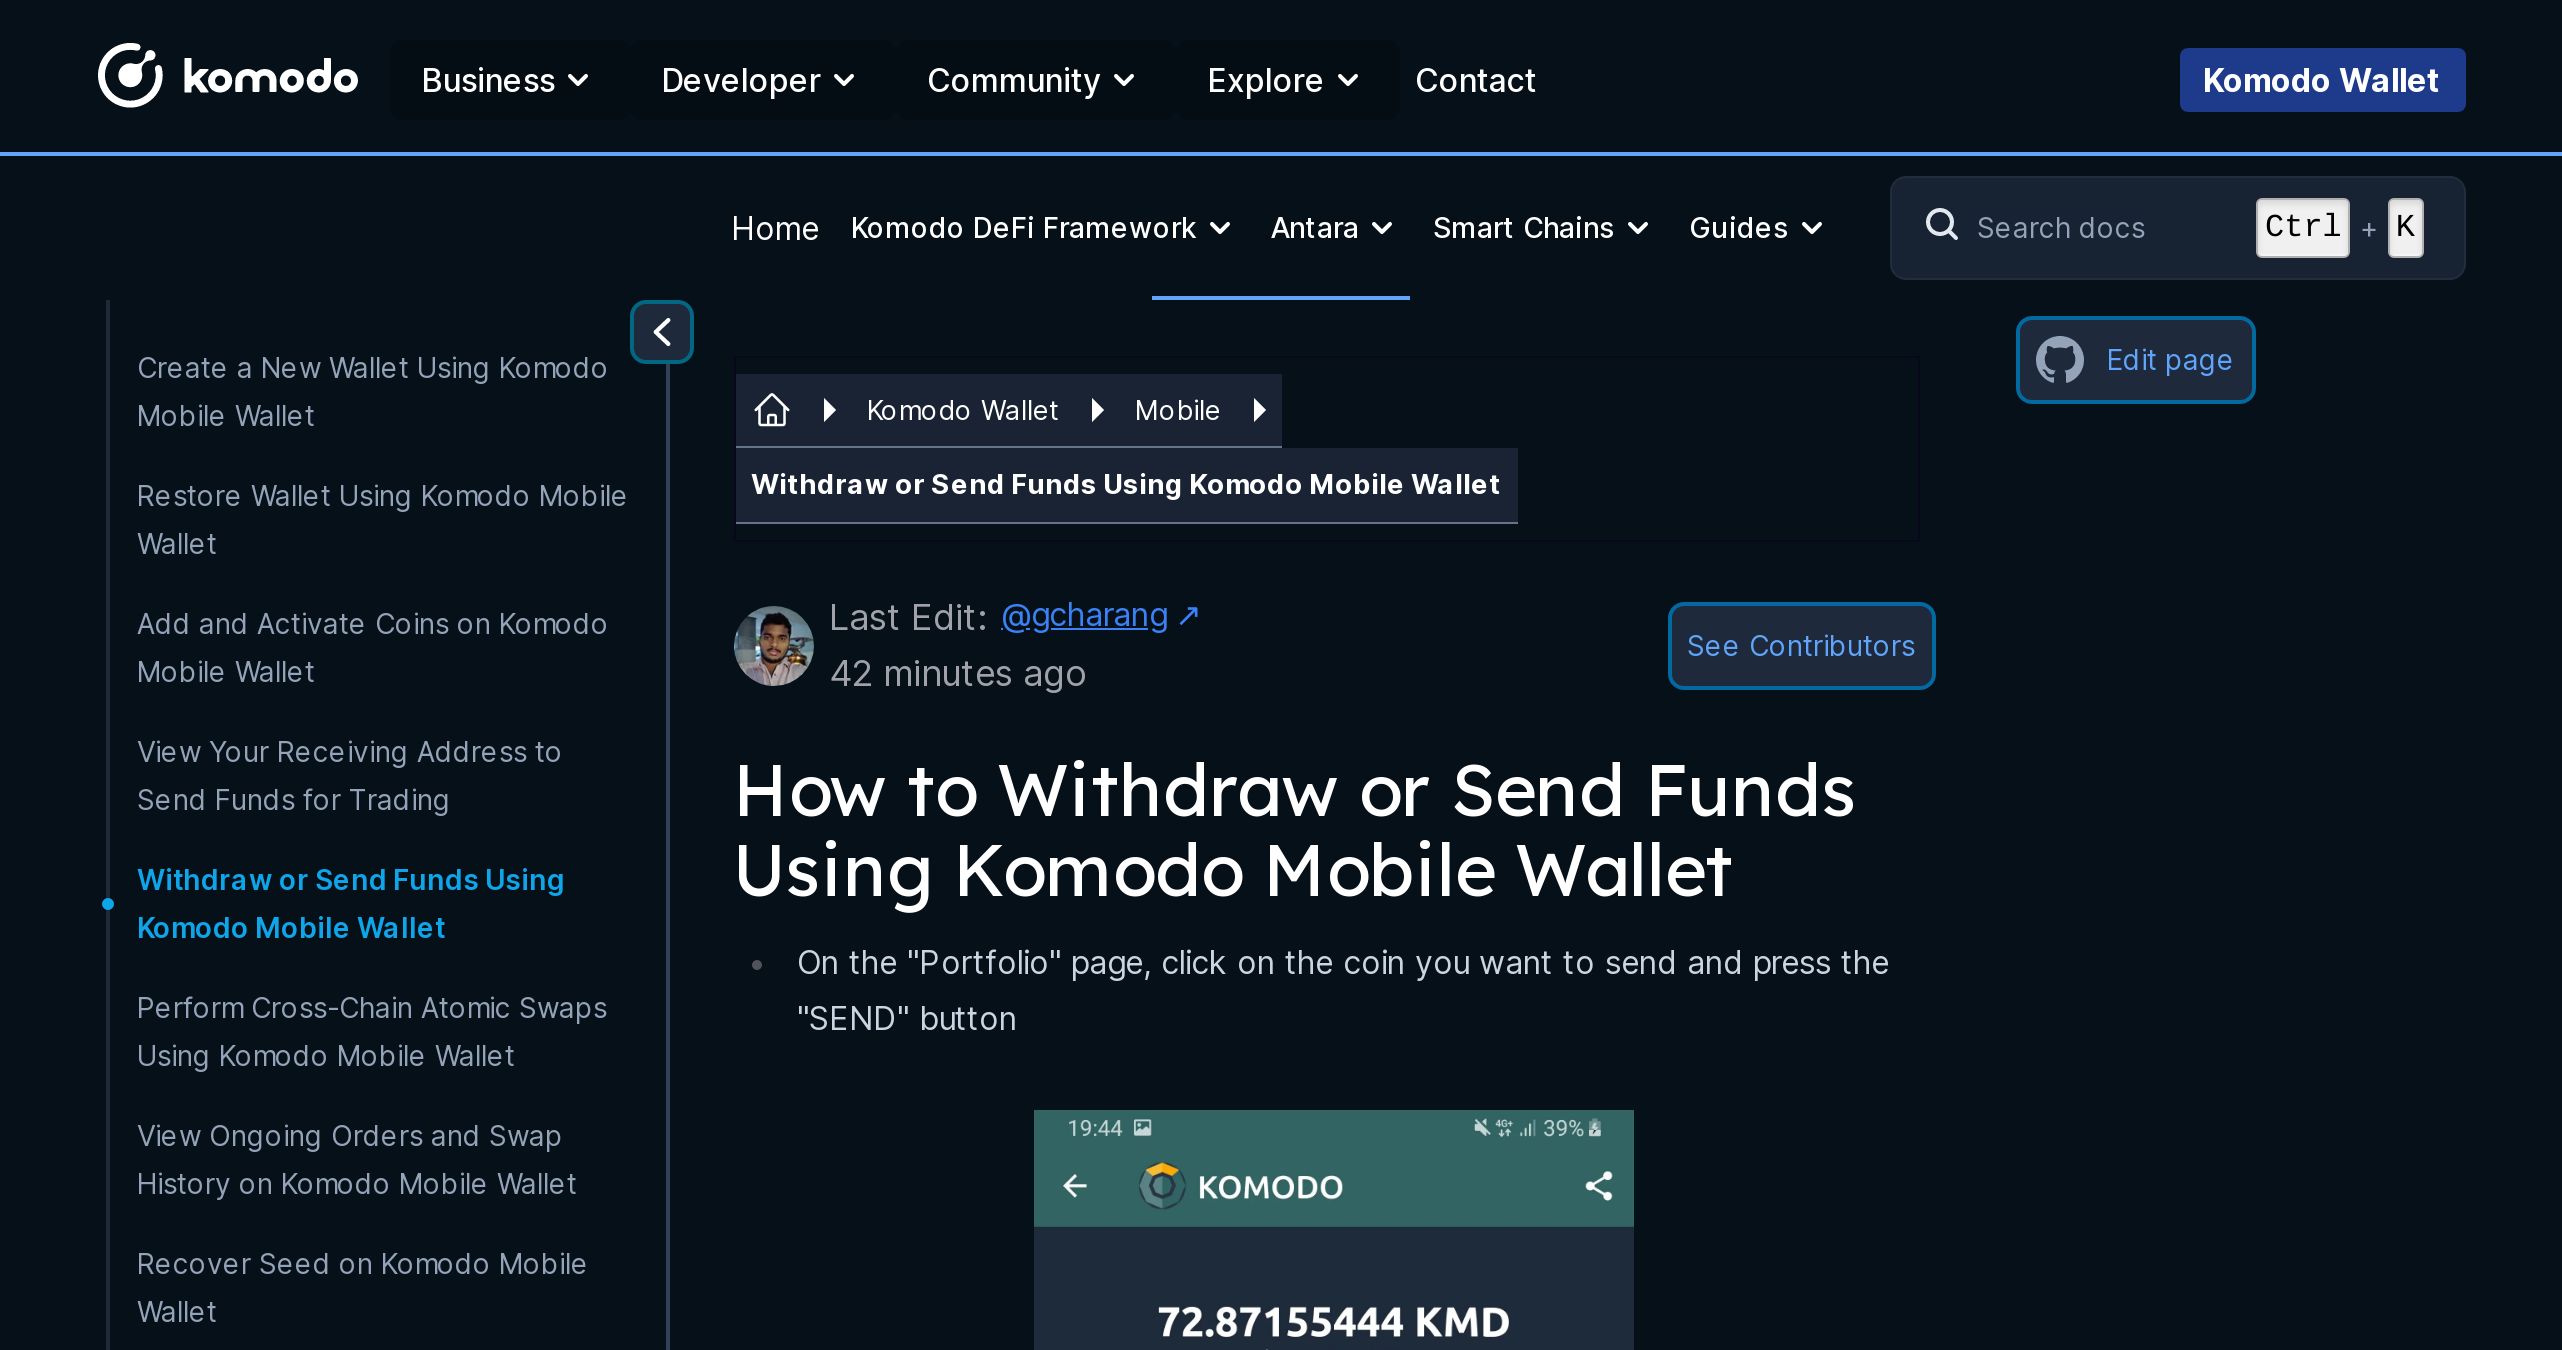 komodo
Business
Developer
Community
Explore
Contact
Komodo Wallet
Home
Komodo DeFi Framework
Antara
Smart Chains
Guides
Search docs
Ctrl + K
Create a New Wallet Using Komodo
Mobile Wallet
Restore Wallet Using Komodo Mobile
Wallet
Add and Activate Coins on Komodo
Mobile Wallet
View Your Receiving Address to
Send Funds for Trading
Withdraw or Send Funds Using
Komodo Mobile Wallet
Perform Cross-Chain Atomic Swaps
Using Komodo Mobile Wallet
View Ongoing Orders and Swap
History on Komodo Mobile Wallet
Recover Seed on Komodo Mobile
Wallet
Komodo Wallet
Mobile
Withdraw or Send Funds Using Komodo Mobile Wallet
Edit page
Last Edit: @gcharang ↗
42 minutes ago
See Contributors
How to Withdraw or Send Funds
Using Komodo Mobile Wallet
On the "Portfolio" page, click on the coin you want to send and press the
"SEND" button
19:44
4G+
39%
KOMODO
72.87155444 KMD